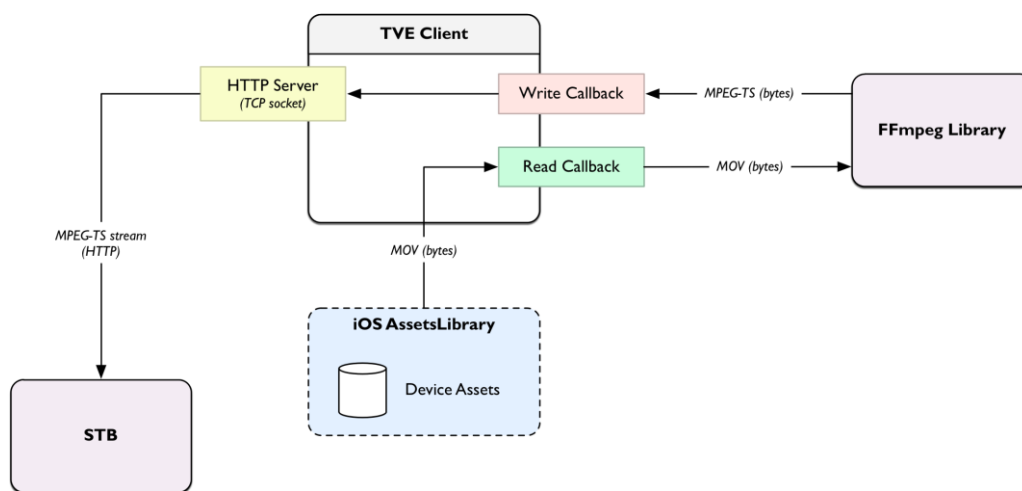 TVE Client
HTTP Server
(TCP socket)
Write Callback
MPEG-TS (bytes)
FFmpeg Library
Read Callback
MOV (bytes)
MPEG-TS stream
(HTTP)
MOV (bytes)
iOS AssetsLibrary
Device Assets
STB